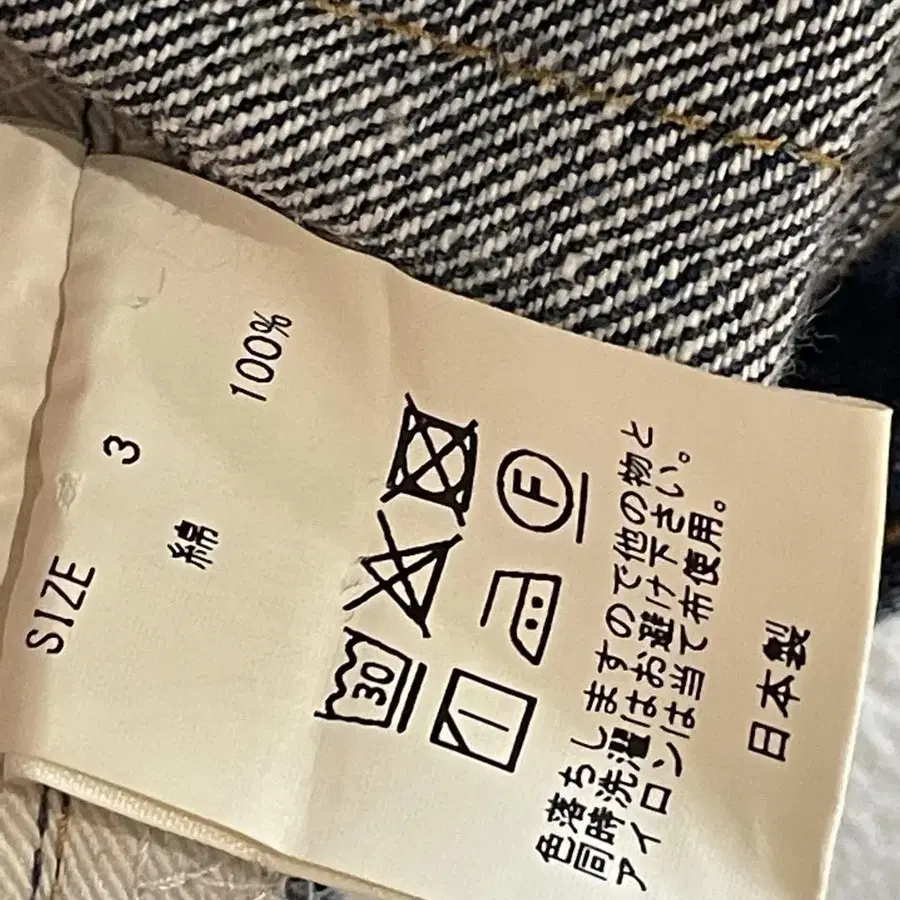 SIZE 3
綿 100%
30
F
色落ちしますので他の物と
同時洗濯はお避け下さい。
アイロンは当て布使用。
日本製